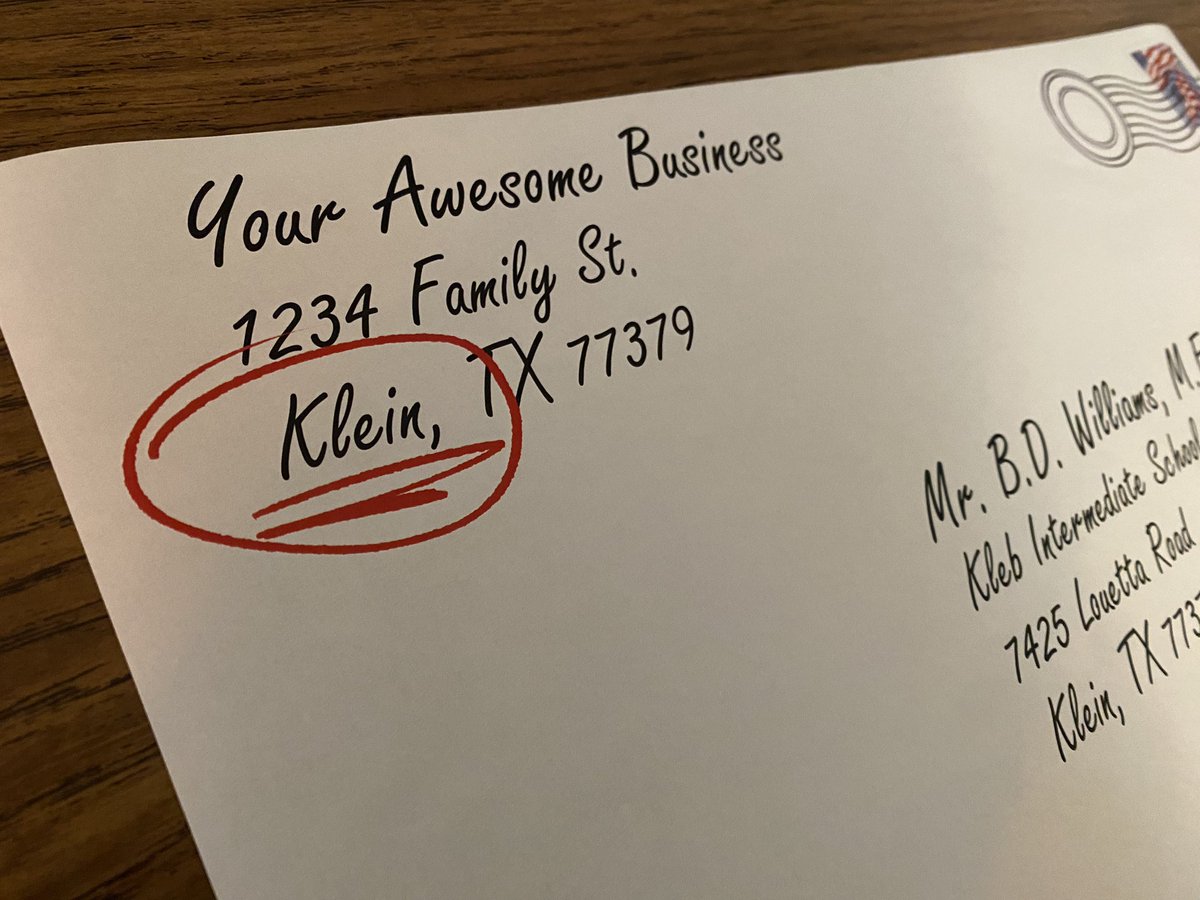 Your Awesome Business
1234 Family St.
Klein, TX 77379
Mr. B.D. Williams,
Kleb Intermediate School
7425 Louetta Road
Klein, TX